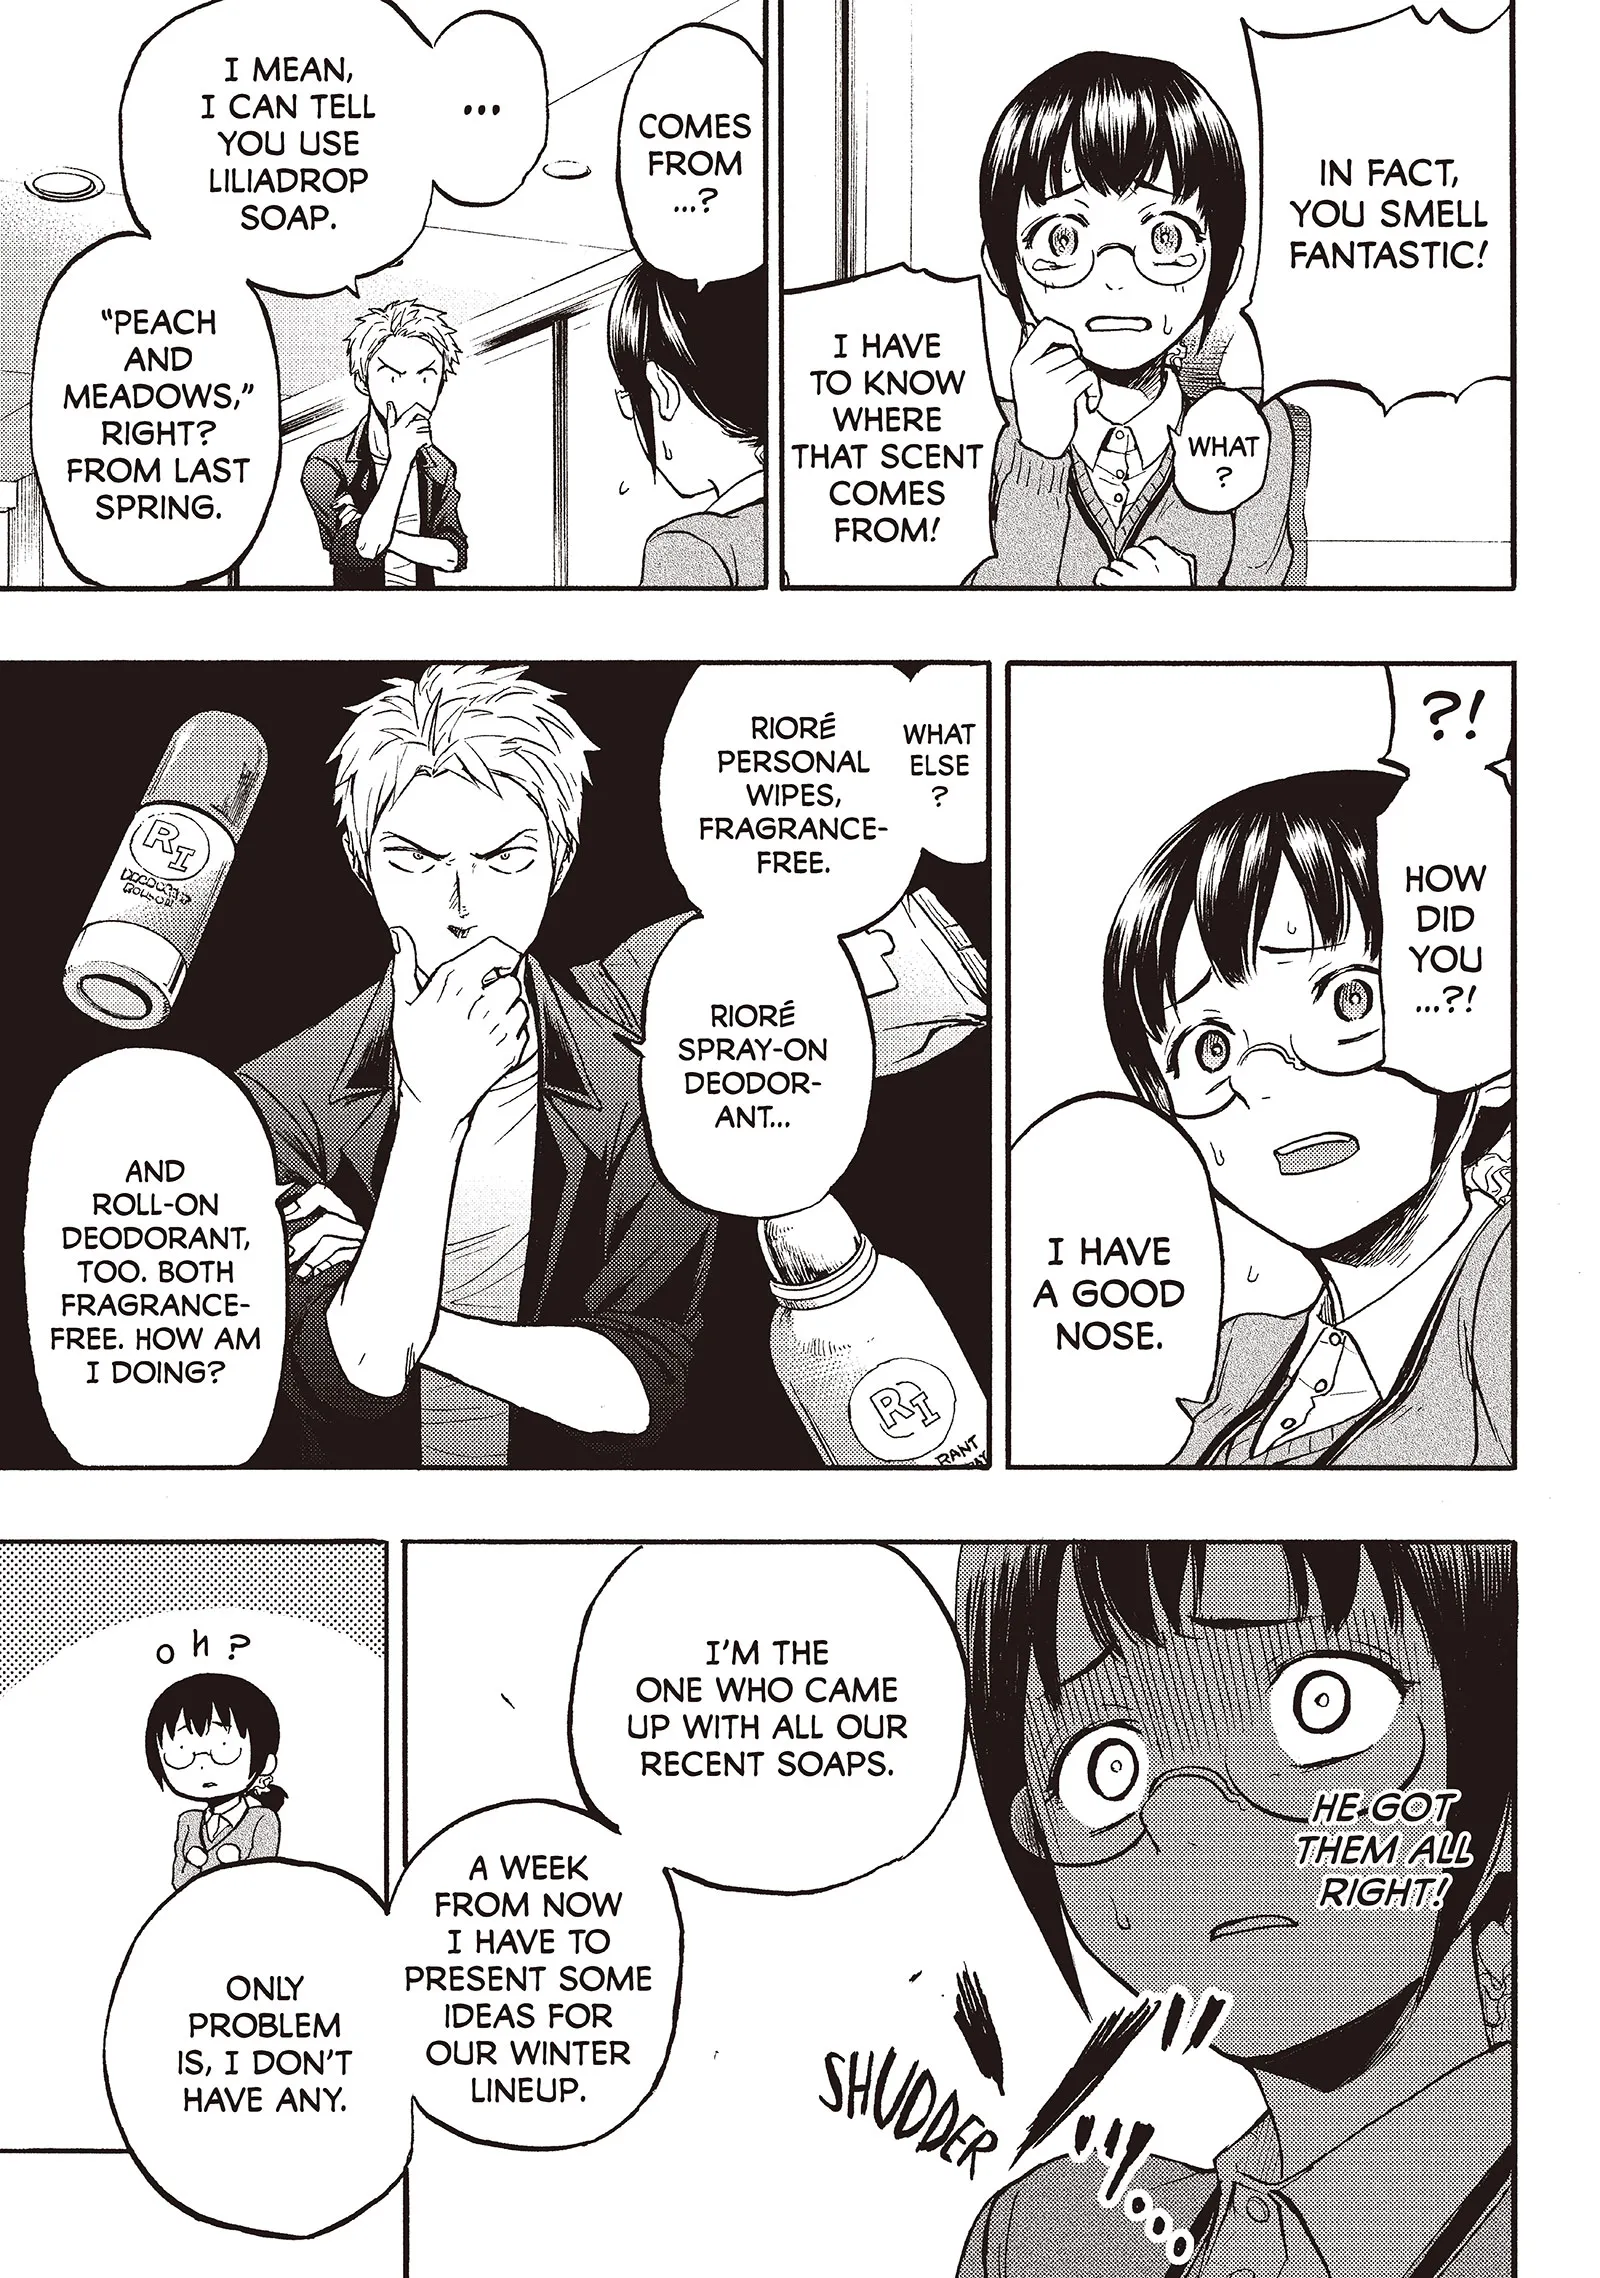 IN FACT,
YOU SMELL
FANTASTIC!
I HAVE
TO KNOW
WHERE
THAT SCENT
COMES
FROM!
WHAT
?
COMES
FROM
...?
...
I MEAN,
I CAN TELL
YOU USE
LILIADROP
SOAP.
“PEACH
AND
MEADOWS,”
RIGHT?
FROM LAST
SPRING.
?!
HOW
DID
YOU
...?!
I HAVE
A GOOD
NOSE.
WHAT
ELSE
?
RIORÉ
PERSONAL
WIPES,
FRAGRANCE-
FREE.
RIORÉ
SPRAY-ON
DEODOR-
ANT...
RI
RI
RANT
AND
ROLL-ON
DEODORANT,
TOO. BOTH
FRAGRANCE-
FREE. HOW AM
I DOING?
HE GOT
THEM ALL
RIGHT!
SHUDDER
I’M THE
ONE WHO CAME
UP WITH ALL OUR
RECENT SOAPS.
A WEEK
FROM NOW
I HAVE TO
PRESENT SOME
IDEAS FOR
OUR WINTER
LINEUP.
oh?
ONLY
PROBLEM
IS, I DON’T
HAVE ANY.